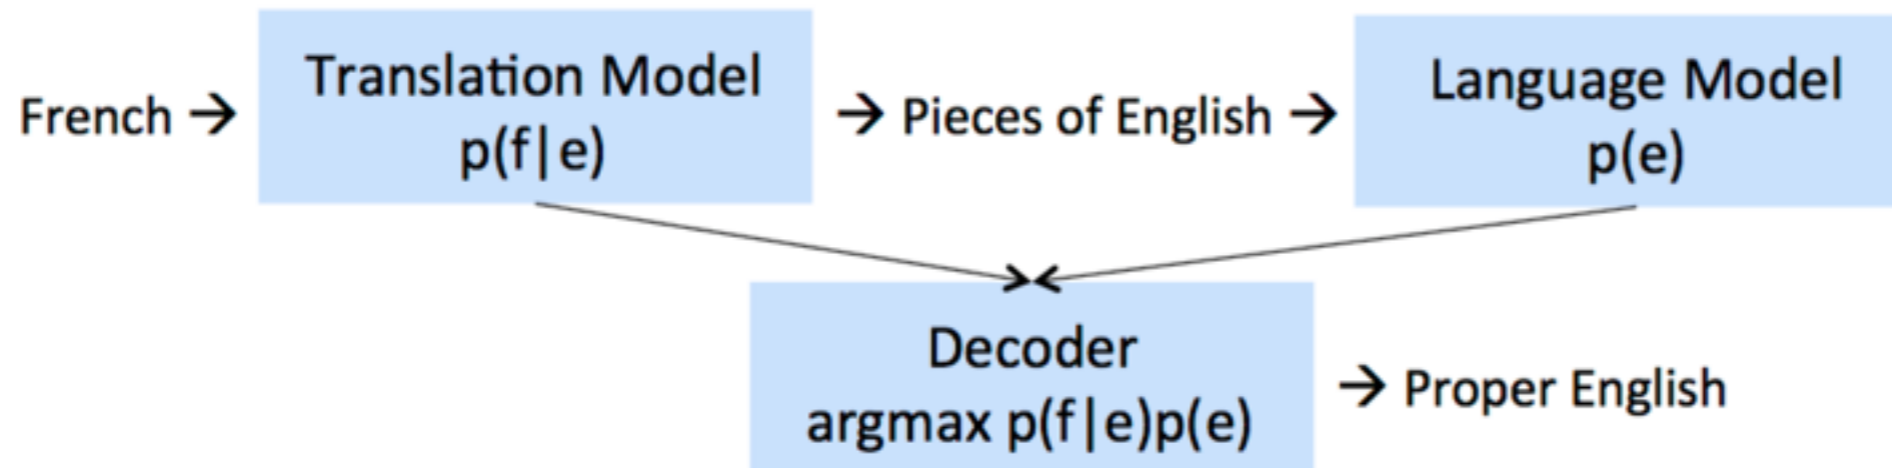 French →
Translation Model
p(f|e)
→ Pieces of English →
Language Model
p(e)
Decoder
argmax p(f|e)p(e)
→ Proper English